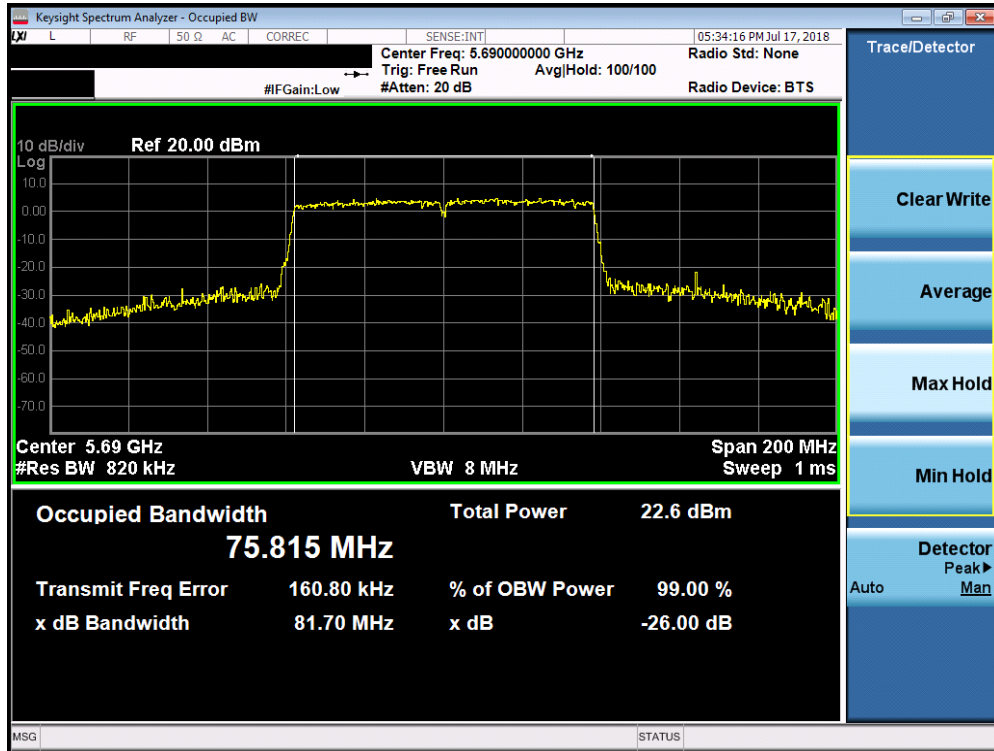 Keysight Spectrum Analyzer - Occupied BW
LXI L RF 50 Ω AC CORREC SENSE:INT 05:34:16 PM Jul 17, 2018
Center Freq: 5.690000000 GHz Radio Std: None
Trig: Free Run Avg|Hold: 100/100
#IFGain:Low #Atten: 20 dB Radio Device: BTS
Trace/Detector
10 dB/div Ref 20.00 dBm
Log
10.0
0.00
-10.0
-20.0
-30.0
-40.0
-50.0
-60.0
-70.0
Center 5.69 GHz Span 200 MHz
#Res BW 820 kHz VBW 8 MHz Sweep 1 ms
Occupied Bandwidth Total Power 22.6 dBm
75.815 MHz
Transmit Freq Error 160.80 kHz % of OBW Power 99.00 %
x dB Bandwidth 81.70 MHz x dB -26.00 dB
Clear Write
Average
Max Hold
Min Hold
Detector
Peak▶
Auto Man
MSG STATUS